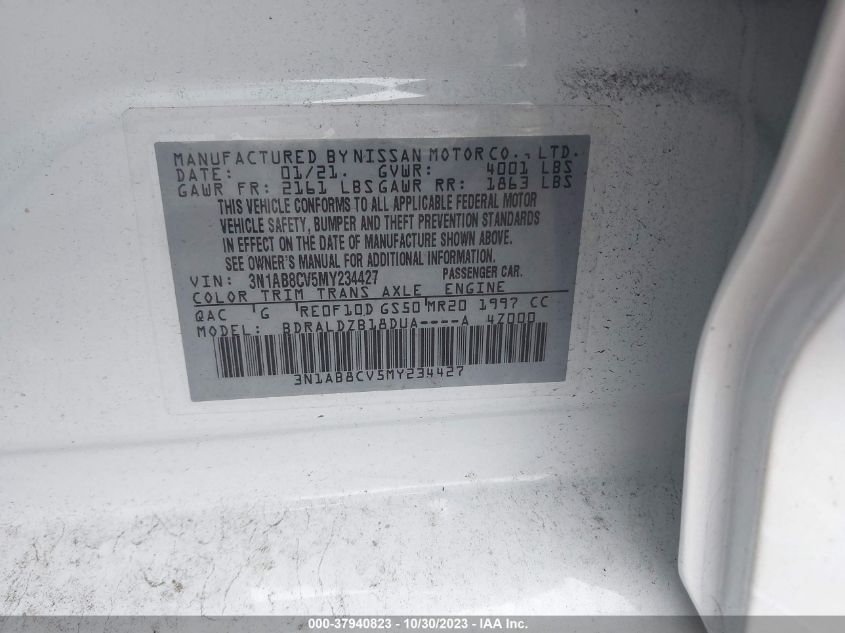 MANUFACTURED BY NISSAN MOTOR CO., LTD.
DATE: 01/21. GVWR: 4001 LBS
GAWR FR: 2161 LBS GAWR RR: 1863 LBS
THIS VEHICLE CONFORMS TO ALL APPLICABLE FEDERAL MOTOR
VEHICLE SAFETY, BUMPER AND THEFT PREVENTION STANDARDS
IN EFFECT ON THE DATE OF MANUFACTURE SHOWN ABOVE.
SEE OWNER'S MANUAL FOR ADDITIONAL INFORMATION.
VIN: 3N1AB8CV5MY234427 PASSENGER CAR.
COLOR TRIM TRANS AXLE ENGINE
QAC G RE0F10D GS50 MR20 1997 CC
MODEL: BDRALDZB18DUA----A 4Z000
3N1AB8CV5MY234427
000-37940823 - 10/30/2023 - IAA Inc.